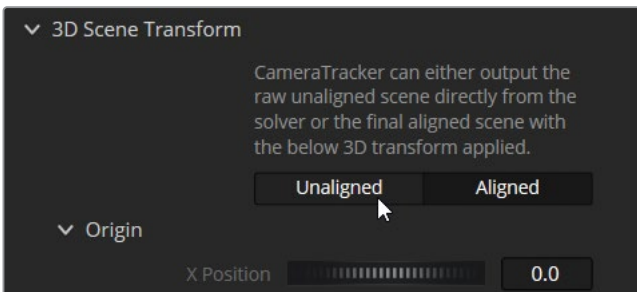 3D Scene Transform
CameraTracker can either output the
raw unaligned scene directly from the
solver or the final aligned scene with
the below 3D transform applied.
Unaligned Aligned
Origin
X Position 0.0